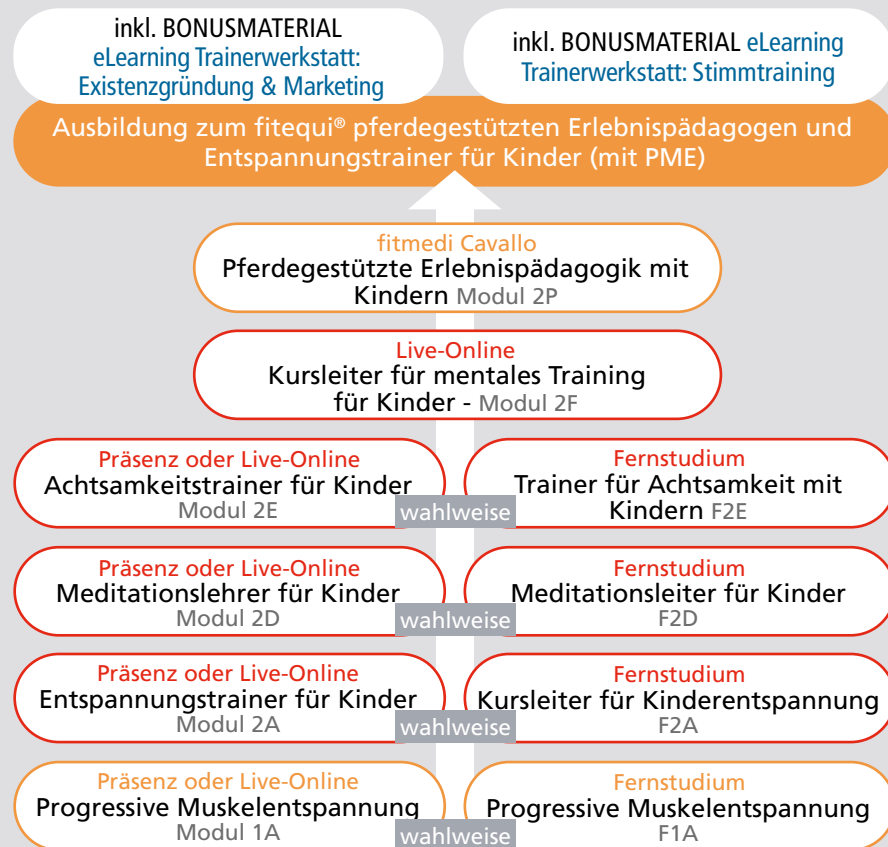 inkl. BONUSMATERIAL
eLearning Trainerwerkstatt:
Existenzgründung & Marketing
inkl. BONUSMATERIAL eLearning
Trainerwerkstatt: Stimmtraining
Ausbildung zum fitequi® pferdegestützten Erlebnispädagogen und
Entspannungstrainer für Kinder (mit PME)
fitmedi Cavallo
Pferdegestützte Erlebnispädagogik mit
Kindern Modul 2P
Live-Online
Kursleiter für mentales Training
für Kinder - Modul 2F
Präsenz oder Live-Online
Achtsamkeitstrainer für Kinder
Modul 2E
wahlweise
Fernstudium
Trainer für Achtsamkeit mit
Kindern F2E
Präsenz oder Live-Online
Meditationslehrer für Kinder
Modul 2D
wahlweise
Fernstudium
Meditationsleiter für Kinder
F2D
Präsenz oder Live-Online
Entspannungstrainer für Kinder
Modul 2A
wahlweise
Fernstudium
Kursleiter für Kinderentspannung
F2A
Präsenz oder Live-Online
Progressive Muskelentspannung
Modul 1A
wahlweise
Fernstudium
Progressive Muskelentspannung
F1A